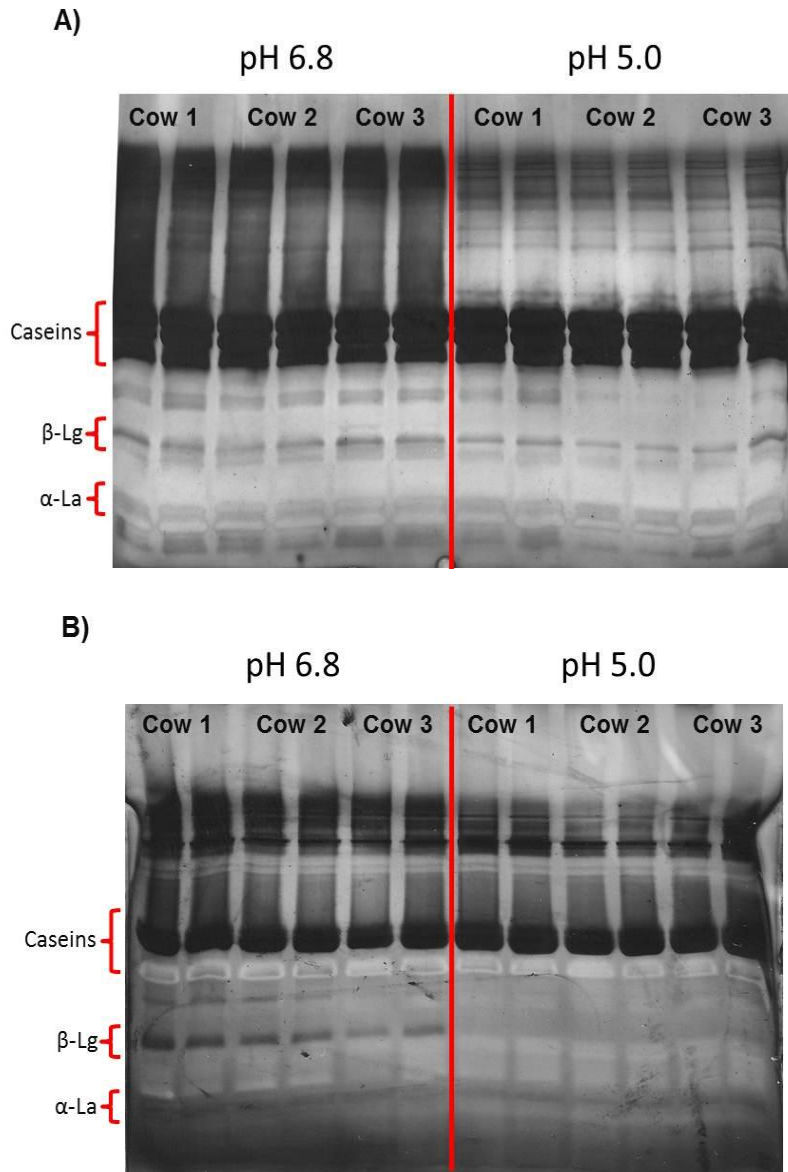 A)
pH 6.8 pH 5.0
Cow 1 Cow 2 Cow 3 Cow 1 Cow 2 Cow 3
Caseins
β-Lg
α-La
B)
pH 6.8 pH 5.0
Cow 1 Cow 2 Cow 3 Cow 1 Cow 2 Cow 3
Caseins
β-Lg
α-La